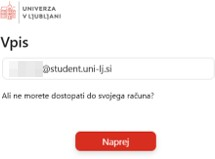 UNIVERZA
V LJUBLJANI
Vpis
@student.uni-lj.si
Ali ne morete dostopati do svojega računa?
Naprej